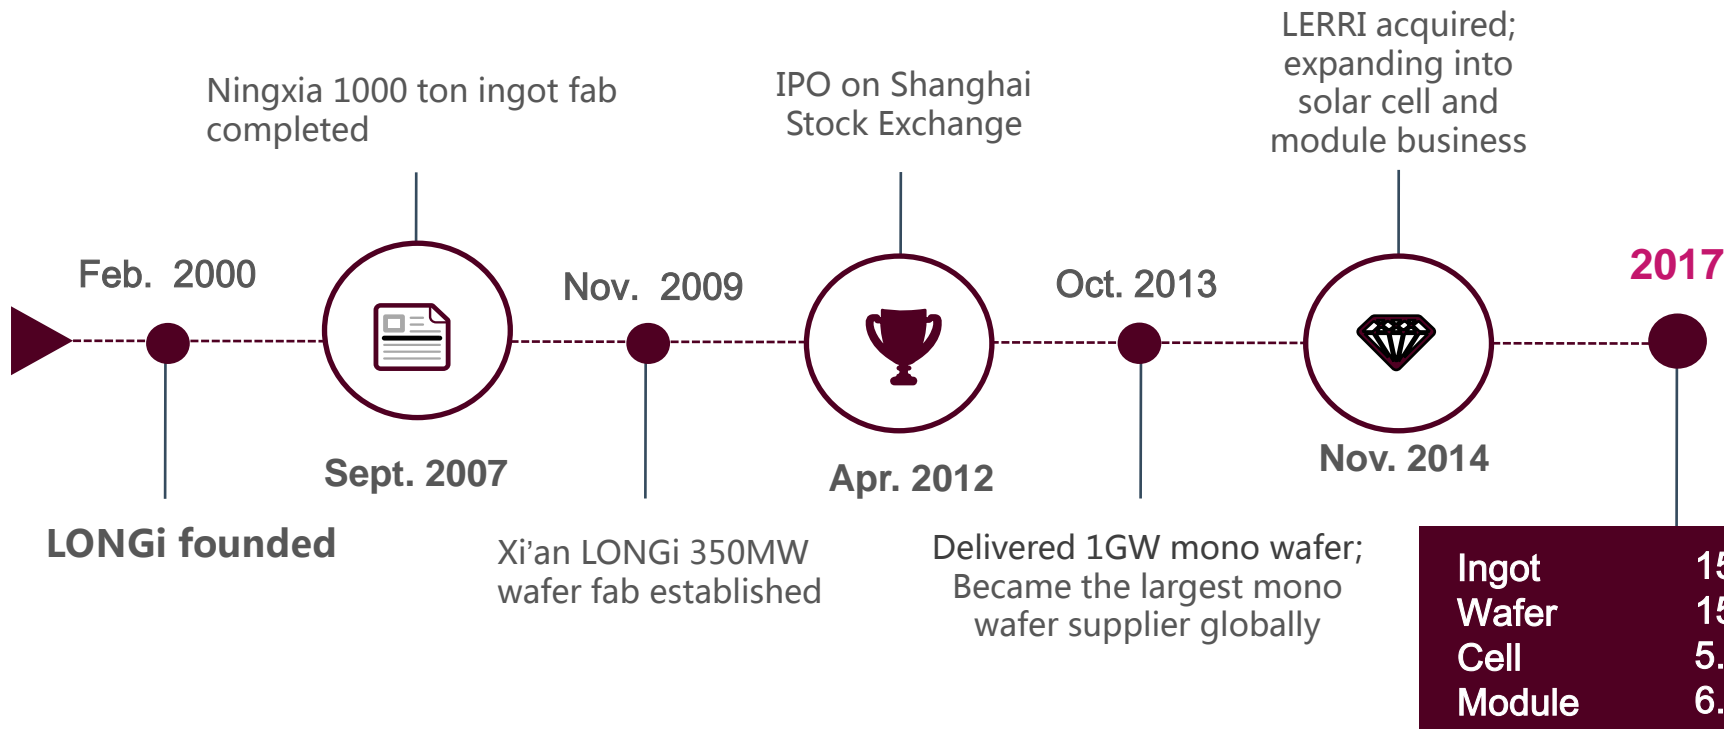 Ningxia 1000 ton ingot fab
completed
IPO on Shanghai
Stock Exchange
LERRI acquired;
expanding into
solar cell and
module business
Feb. 2000
Nov. 2009
Oct. 2013
2017
Sept. 2007
Apr. 2012
Nov. 2014
LONGi founded
Xi’an LONGi 350MW
wafer fab established
Delivered 1GW mono wafer;
Became the largest mono
wafer supplier globally
Ingot
Wafer
Cell
Module